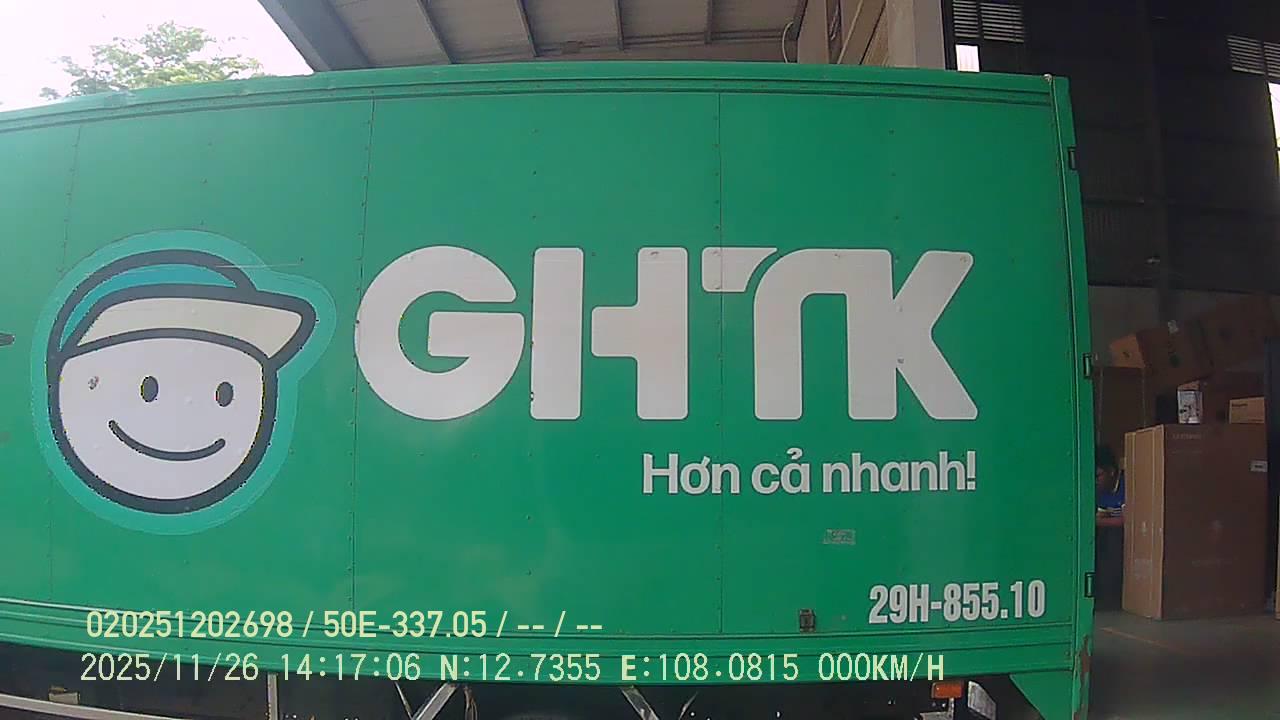 GHTK
Hơn cả nhanh!
29H-855.10
020251202698 / 50E-337.05 / -- / --
2025/11/26 14:17:06 N:12.7355 E:108.0815 000KM/H